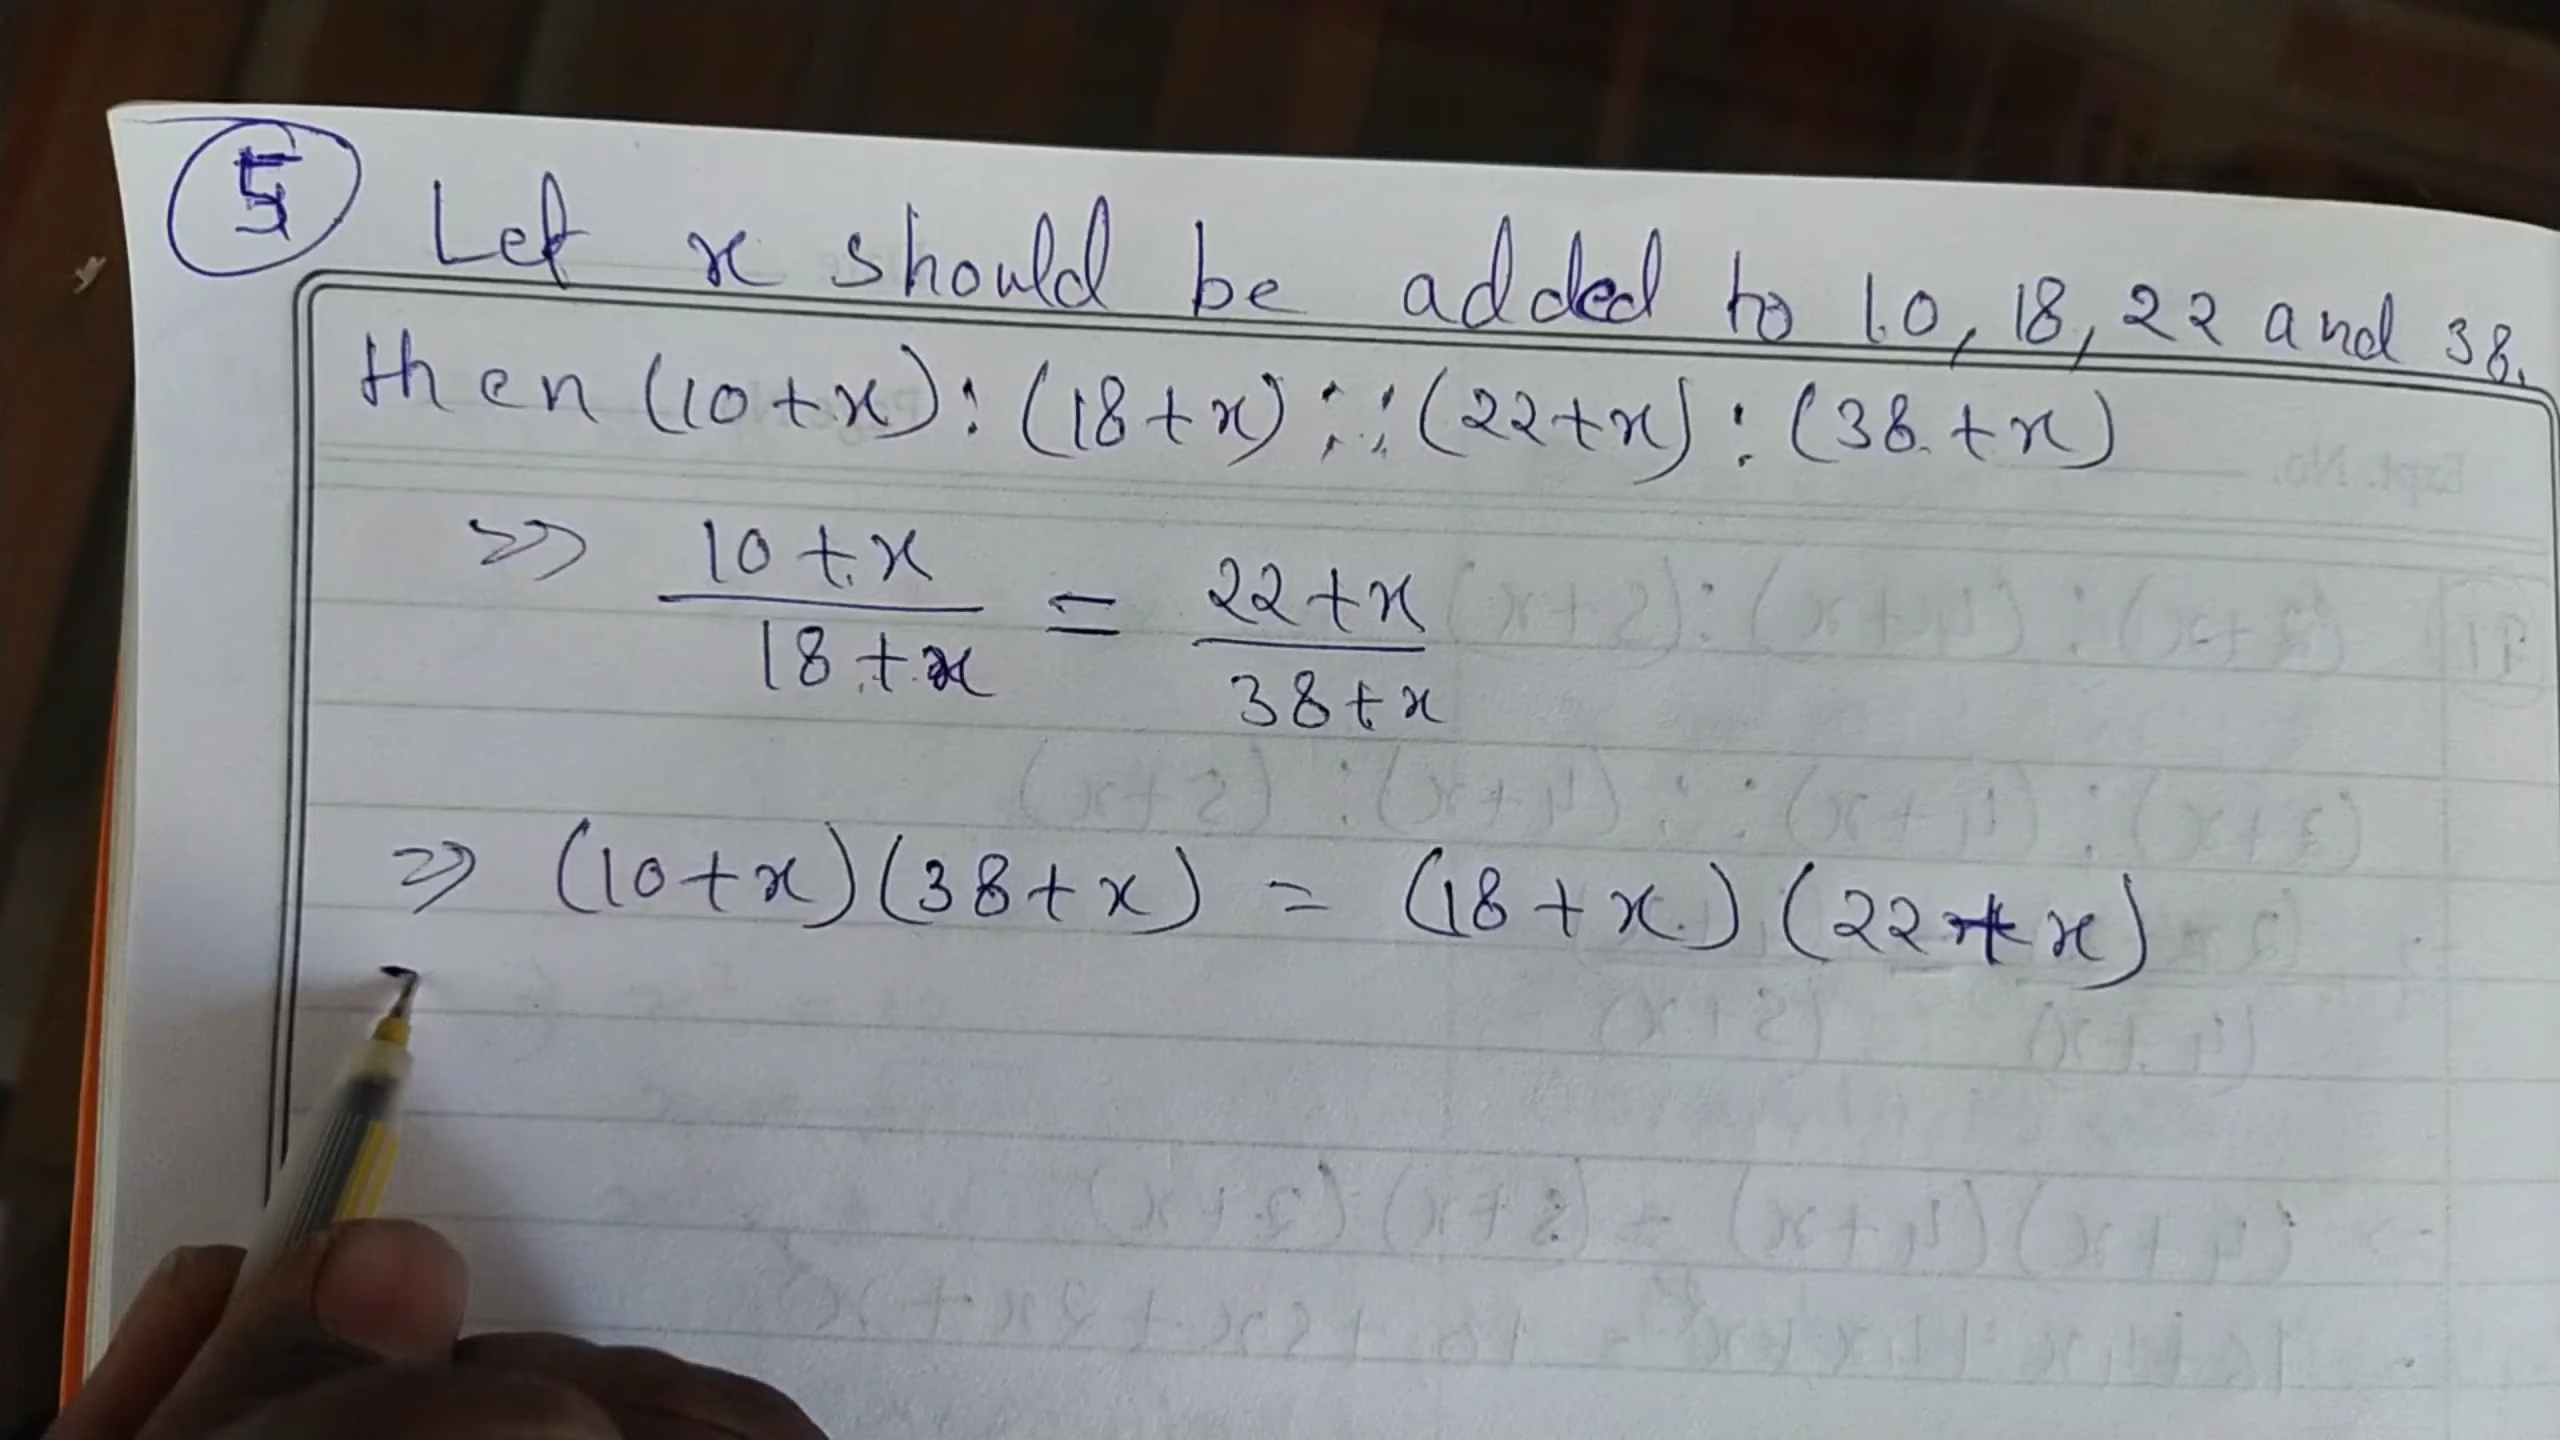 5 Let x should be added to 10, 18, 22 and 38.
then (10+x) : (18+x) :: (22+x) : (38+x)
⇒ (10+x)/(18+x) = (22+x)/(38+x)
⇒ (10+x)(38+x) = (18+x)(22+x)